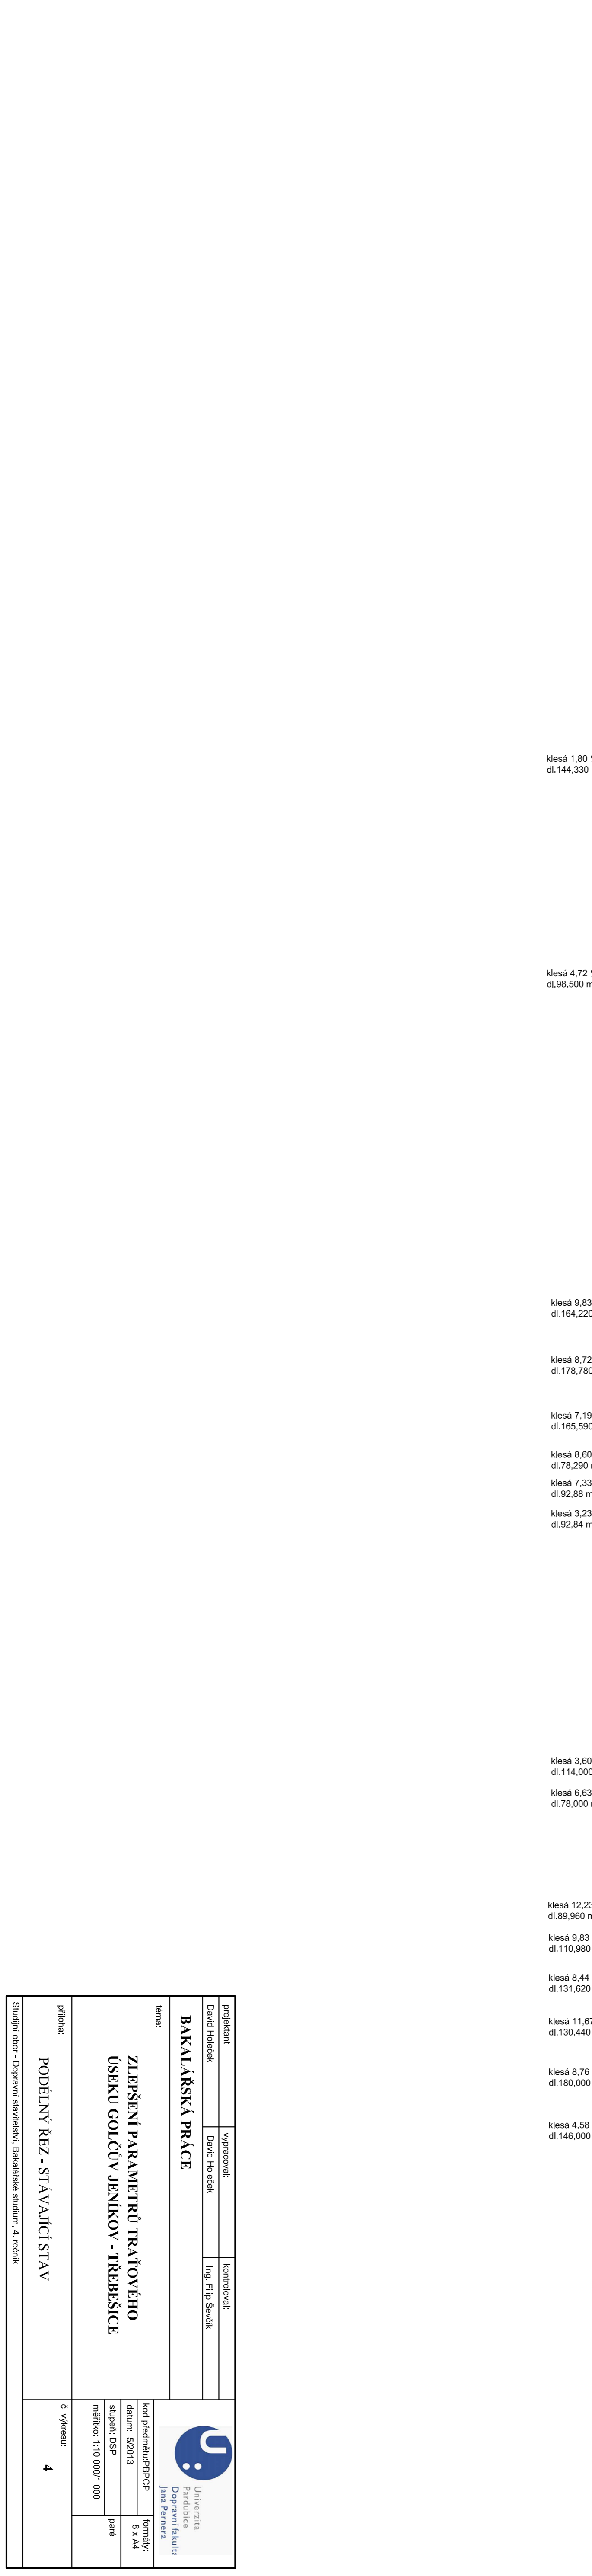 klesá 1,80
dl.144,330
klesá 4,72
dl.98,500 m
klesá 9,83
dl.164,220
klesá 8,72
dl.178,780
klesá 7,19
dl.165,590
klesá 8,60
dl.78,290
klesá 7,33
dl.92,88 m
klesá 3,23
dl.92,84 m
klesá 3,60
dl.114,000
klesá 6,63
dl.78,000
klesá 12,23
dl.89,960 m
klesá 9,83
dl.110,980
klesá 8,44
dl.131,620
klesá 11,67
dl.130,440
klesá 8,76
dl.180,000
klesá 4,58
dl.146,000
projektant: vypracoval: kontroloval:
David Holeček David Holeček Ing. Filip Ševčík
BAKALÁŘSKÁ PRÁCE
Univerzita
Pardubice
Dopravní fakulta
Jana Pernera
téma:
ZLEPŠENÍ PARAMETRŮ TRAŤOVÉHO
ÚSEKU GOLČŮV JENÍKOV - TŘEBEŠICE
kod předmětu:PBPCP formáty:
datum: 5/2013 8 x A4
stupeň: DSP paré:
měřítko: 1:10 000/1 000
příloha: č. výkresu:
PODÉLNÝ ŘEZ - STÁVAJÍCÍ STAV 4
Studijní obor - Dopravní stavitelství, Bakalářské studium, 4. ročník